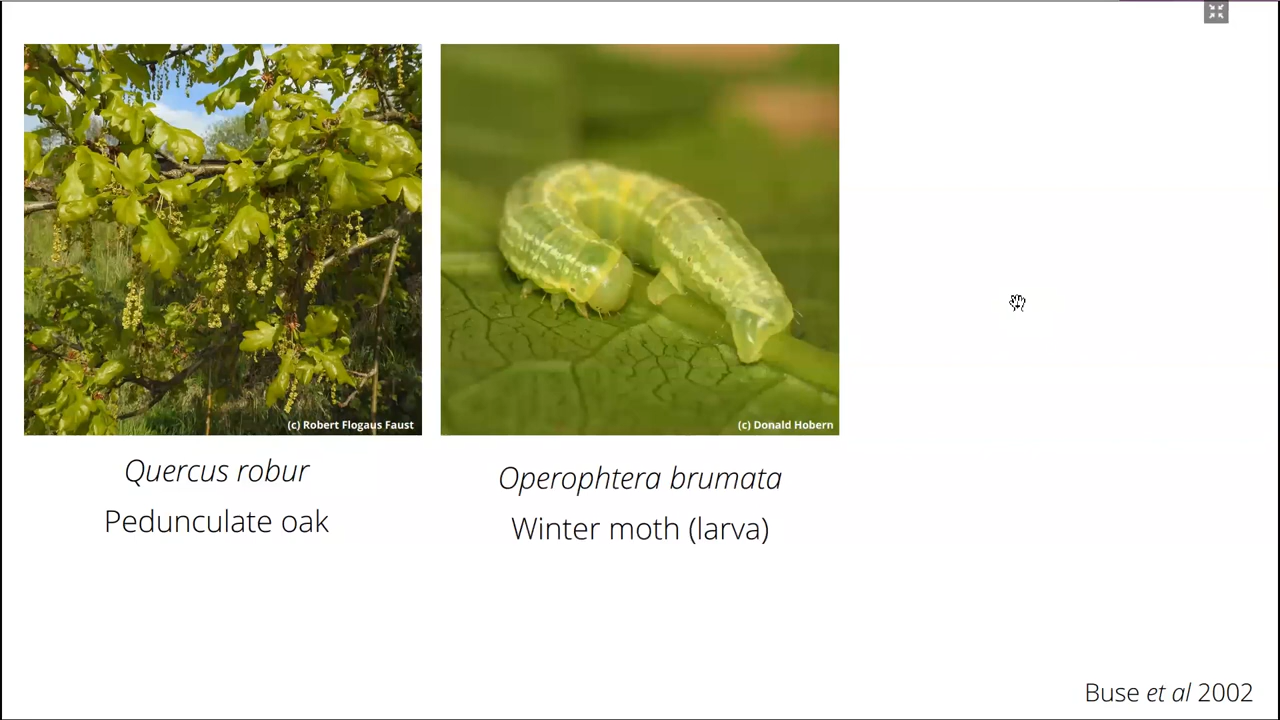 (c) Robert Flogaus Faust
(c) Donald Hobern
Quercus robur
Pedunculate oak
Operophtera brumata
Winter moth (larva)
Buse et al 2002